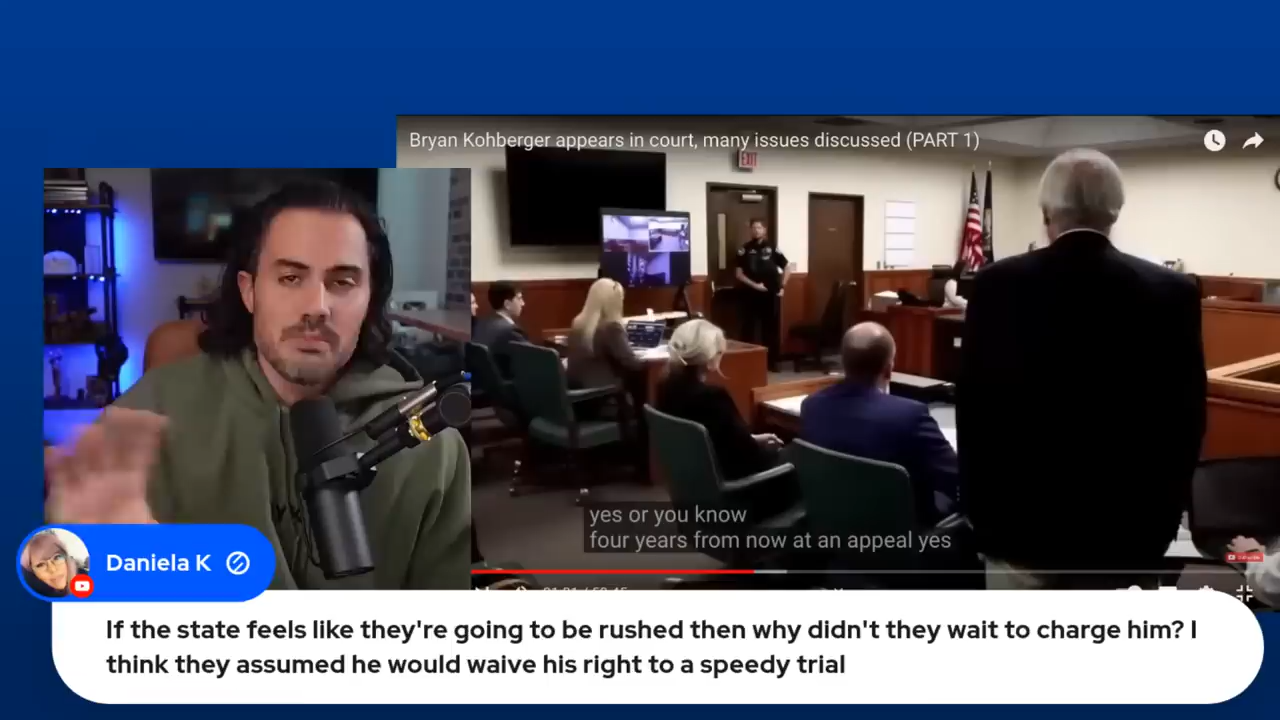 Bryan Kohberger appears in court, many issues discussed (PART 1)
EXIT
yes or you know
four years from now at an appeal yes
Daniela K
If the state feels like they're going to be rushed then why didn't they wait to charge him? I
think they assumed he would waive his right to a speedy trial